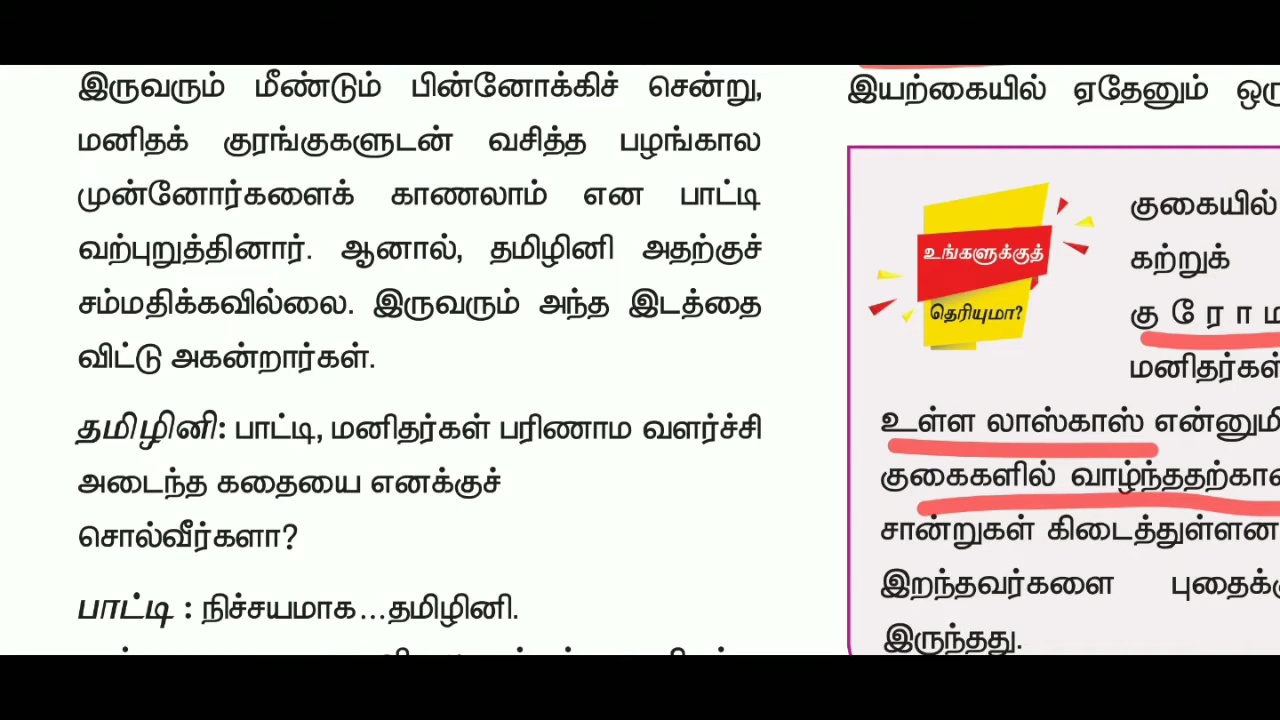 இருவரும் மீண்டும் பின்னோக்கிச் சென்று,
மனிதக் குரங்குகளுடன் வசித்த பழங்கால
முன்னோர்களைக் காணலாம் என பாட்டி
வற்புறுத்தினார். ஆனால், தமிழினி அதற்குச்
சம்மதிக்கவில்லை. இருவரும் அந்த இடத்தை
விட்டு அகன்றார்கள்.
தமிழினி: பாட்டி, மனிதர்கள் பரிணாம வளர்ச்சி
அடைந்த கதையை எனக்குச்
சொல்வீர்களா?
பாட்டி : நிச்சயமாக...தமிழினி.
இயற்கையில் ஏதேனும்
உங்களுக்குத்
தெரியுமா?
குகையில்
கற்றுக்
மனிதர்கள்
உள்ள லாஸ்காஸ்
குகைகளில்
சான்றுகள் கிடைத்துள்ளன
இறந்தவர்களை
இருந்தது.